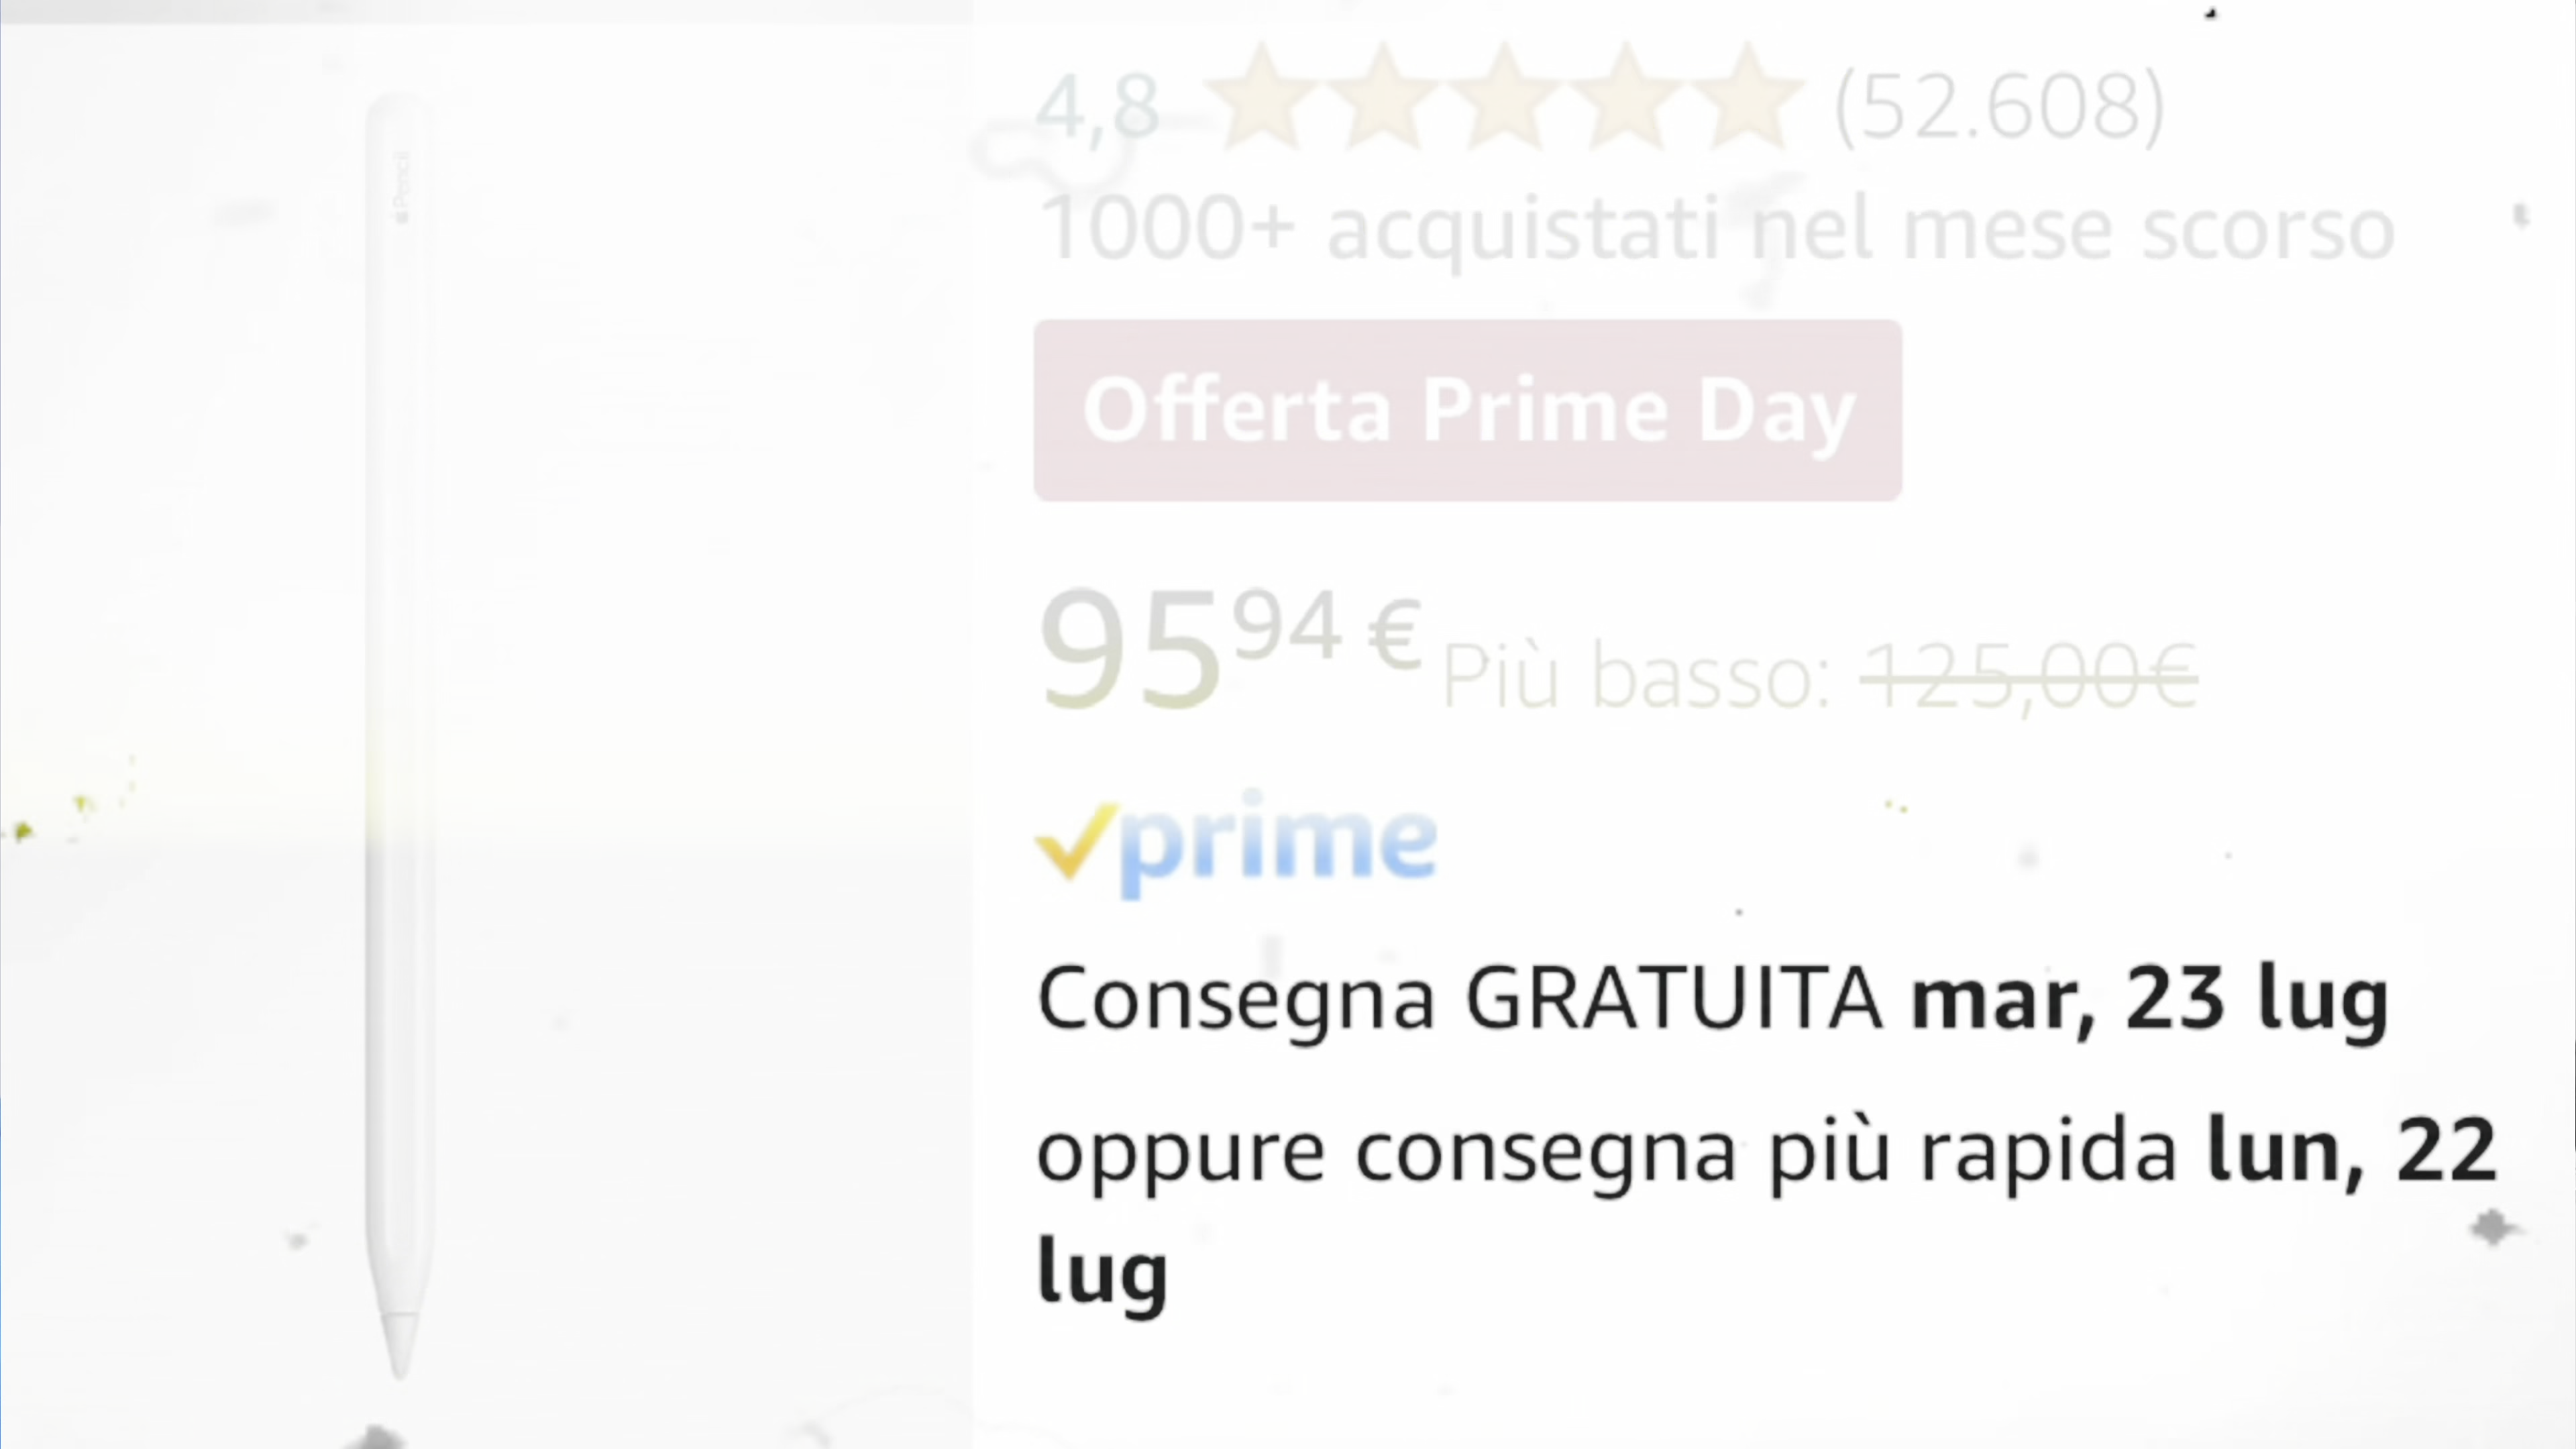 Pencil
4,8 (52.608)
1000+ acquistati nel mese scorso
Offerta Prime Day
9594 € Più basso: 125,00€
prime
Consegna GRATUITA mar, 23 lug
oppure consegna più rapida lun, 22
lug